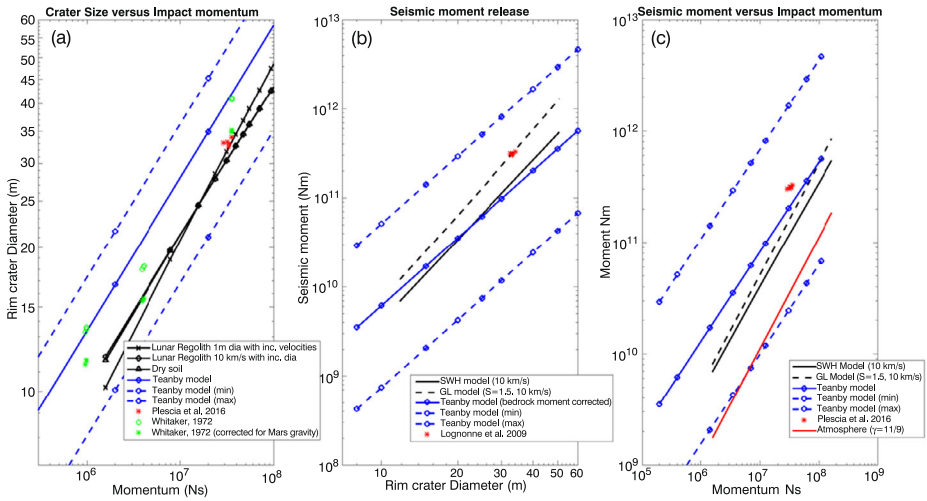 Crater Size versus Impact momentum
(a)
60
55
50
45
40
35
30
25
20
15
10
Rim crater Diameter (m)
10^6
10^7
10^8
Momentum (Ns)
Lunar Regolith 1m dia with inc. velocities
Lunar Regolith 10 km/s with inc. dia
Dry soil
Teanby model
Teanby model (min)
Teanby model (max)
Plescia et al, 2016
Whitaker, 1972
Whitaker, 1972 (corrected for Mars gravity)
Seismic moment release
(b)
10^13
10^12
10^11
10^10
10^9
10^8
Seismic moment (Nm)
10
20
30
40
50
60
Rim crater Diameter (m)
SWH Model (10 km/s)
GL model (S=1.5, 10 km/s)
Teanby model (bedrock moment corrected)
Teanby model (min)
Teanby model (max)
Lognonne et al. 2009
Seismic moment versus Impact momentum
(c)
10^13
10^12
10^11
10^10
10^9
Moment Nm
10^5
10^6
10^7
10^8
10^9
Momentum Ns
SWH Model (10 km/s)
GL Model (S=1.5, 10 km/s)
Teanby model
Teanby model (min)
Teanby model (max)
Plescia et al. 2016
Atmosphere (γ=11/9)